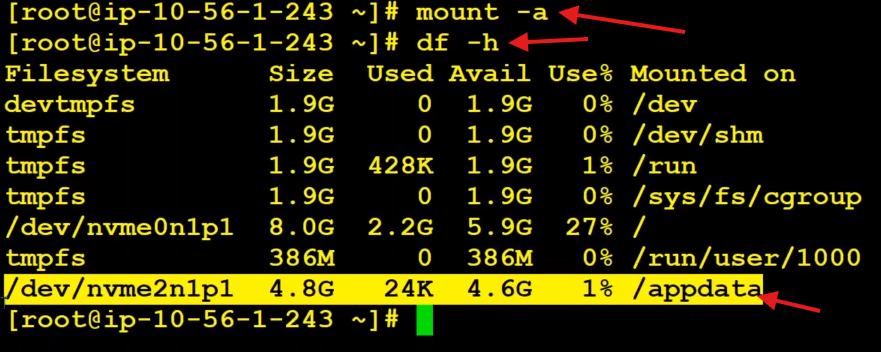 [root@ip-10-56-1-243 ~]# mount -a
[root@ip-10-56-1-243 ~]# df -h
Filesystem      Size  Used Avail Use% Mounted on
devtmpfs        1.9G     0  1.9G   0% /dev
tmpfs           1.9G     0  1.9G   0% /dev/shm
tmpfs           1.9G  428K  1.9G   1% /run
tmpfs           1.9G     0  1.9G   0% /sys/fs/cgroup
/dev/nvme0n1p1  8.0G  2.2G  5.9G  27% /
tmpfs           386M     0  386M   0% /run/user/1000
/dev/nvme2n1p1  4.8G   24K  4.6G   1% /appdata
[root@ip-10-56-1-243 ~]#